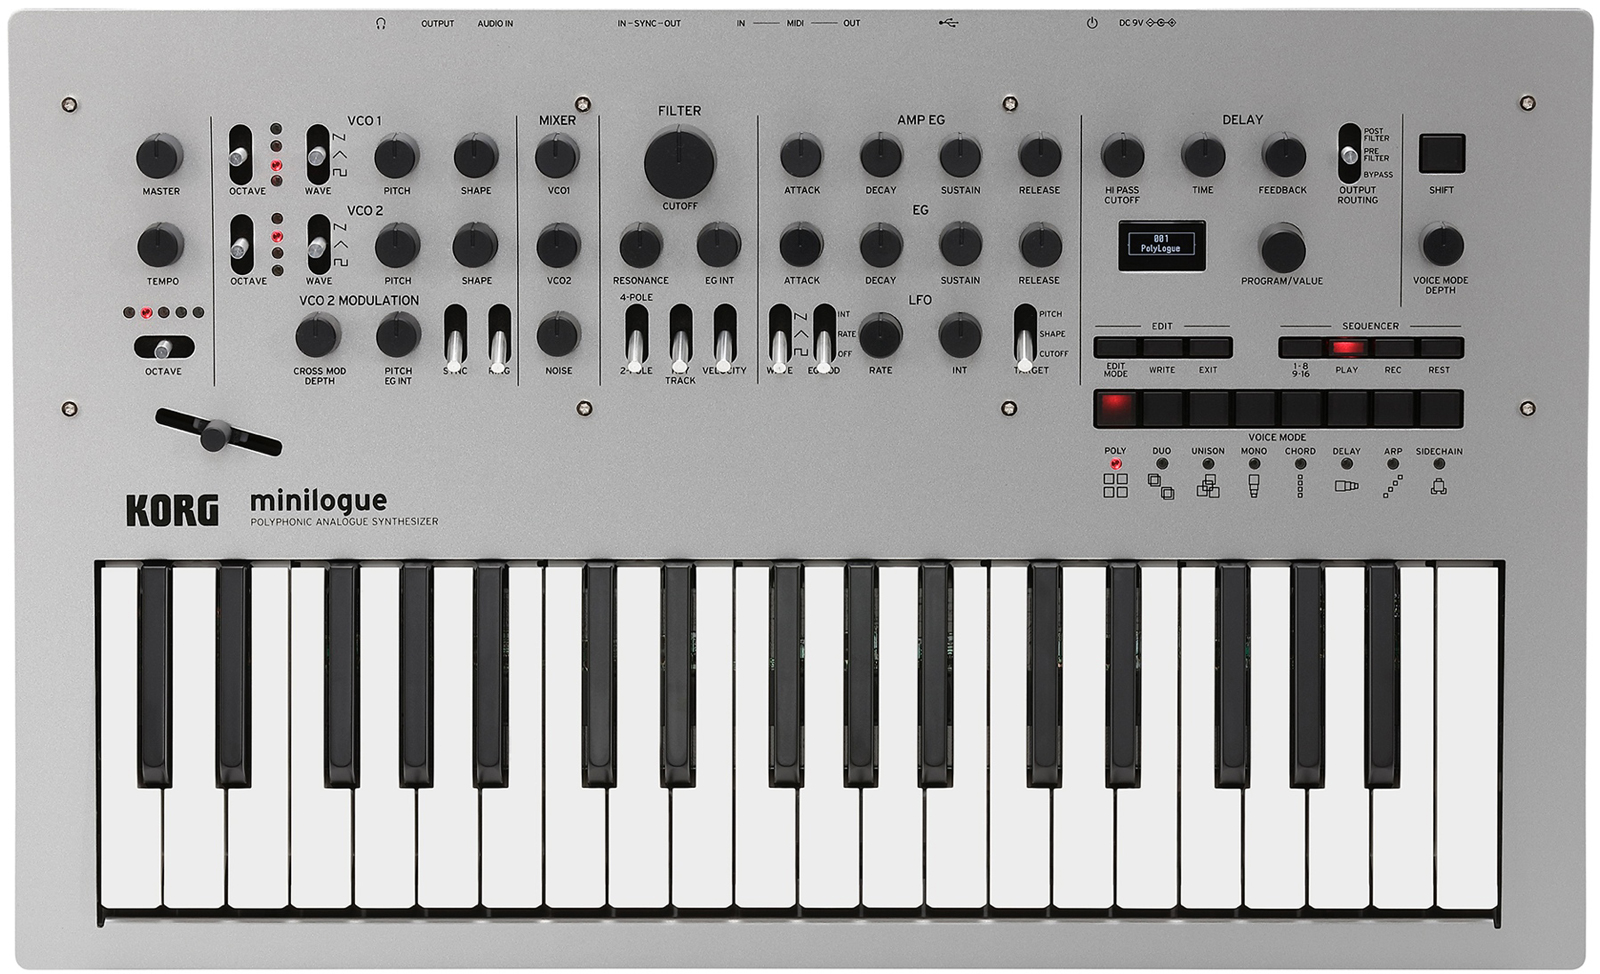 OUTPUT AUDIO IN IN-SYNC-OUT IN MIDI OUT DC 9V
FILTER
VCO 1 MIXER AMP EG DELAY
POST FILTER
PRE FILTER
BYPASS
MASTER OCTAVE WAVE PITCH SHAPE VCO1 ATTACK DECAY SUSTAIN RELEASE HI PASS CUTOFF TIME FEEDBACK OUTPUT ROUTING SHIFT
CUTOFF
VCO 2 EG
001
PolyLogue
TEMPO OCTAVE WAVE PITCH SHAPE VCO2 RESONANCE EG INT ATTACK DECAY SUSTAIN RELEASE PROGRAM/VALUE VOICE MODE DEPTH
VCO 2 MODULATION 4-POLE LFO
INT
RATE
OFF
PITCH
SHAPE
CUTOFF
EDIT SEQUENCER
OCTAVE CROSS MOD DEPTH PITCH EG INT SYNC RING NOISE 2-POLE KEY TRACK VELOCITY WAVE EG MOD RATE INT TARGET
EDIT MODE WRITE EXIT 1-8 9-16 PLAY REC REST
VOICE MODE
POLY DUO UNISON MONO CHORD DELAY ARP SIDECHAIN
KORG minilogue
POLYPHONIC ANALOGUE SYNTHESIZER